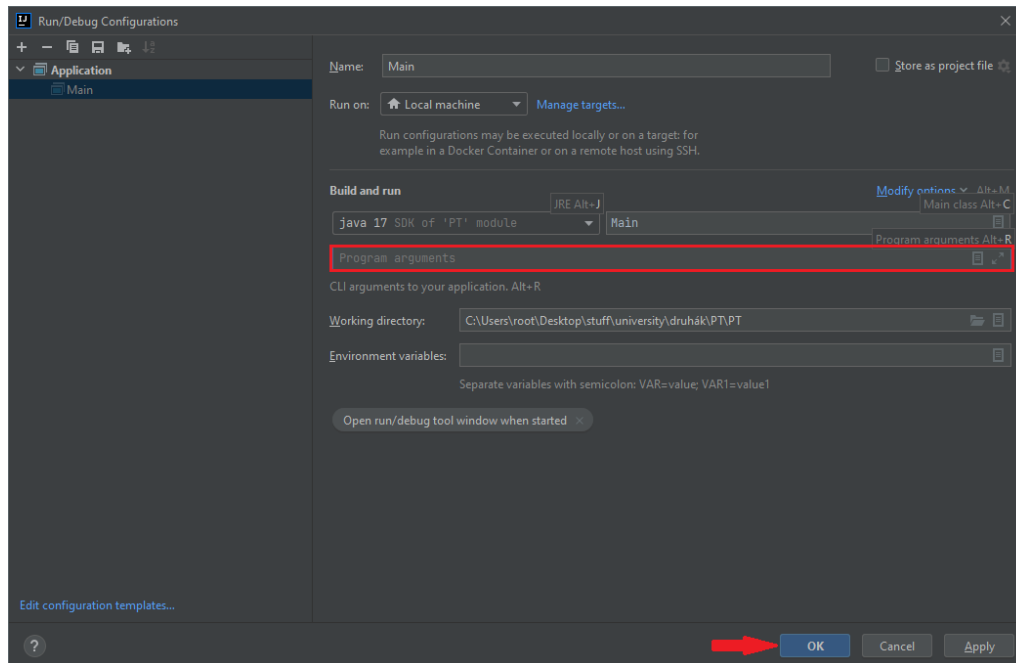 Run/Debug Configurations
Application
Main
Name: Main
Store as project file
Run on: Local machine Manage targets...
Run configurations may be executed locally or on a target: for
example in a Docker Container or on a remote host using SSH.
Build and run
Modify options Alt+M
JRE Alt+J
Main class Alt+C
java 17 SDK of 'PT' module
Main
Program arguments Alt+R
Program arguments
CLI arguments to your application. Alt+R
Working directory: C:\Users\root\Desktop\stuff\university\druhák\PT\PT
Environment variables:
Separate variables with semicolon: VAR=value; VAR1=value1
Open run/debug tool window when started
Edit configuration templates...
?
OK
Cancel
Apply